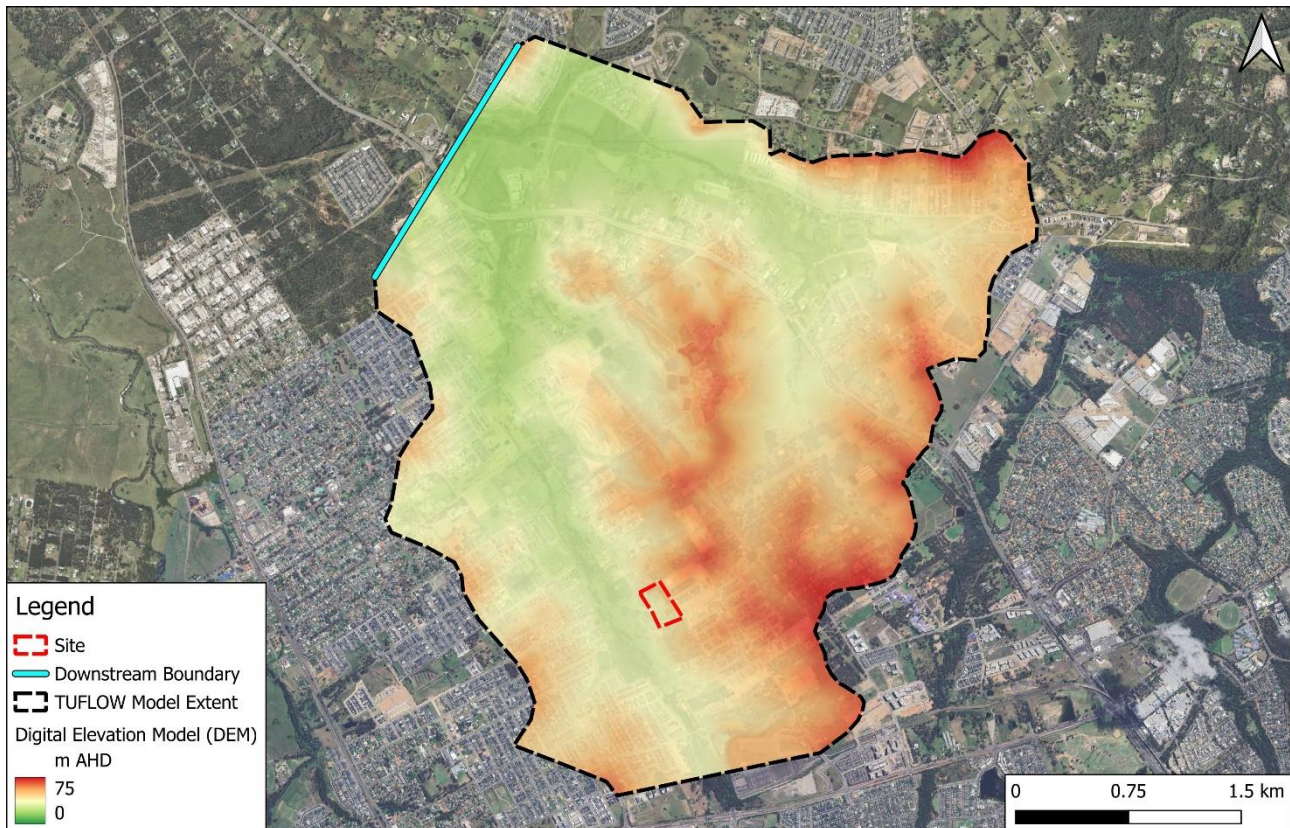 Legend
Site
Downstream Boundary
TUFLOW Model Extent
Digital Elevation Model (DEM)
m AHD
75
0
0 0.75 1.5 km